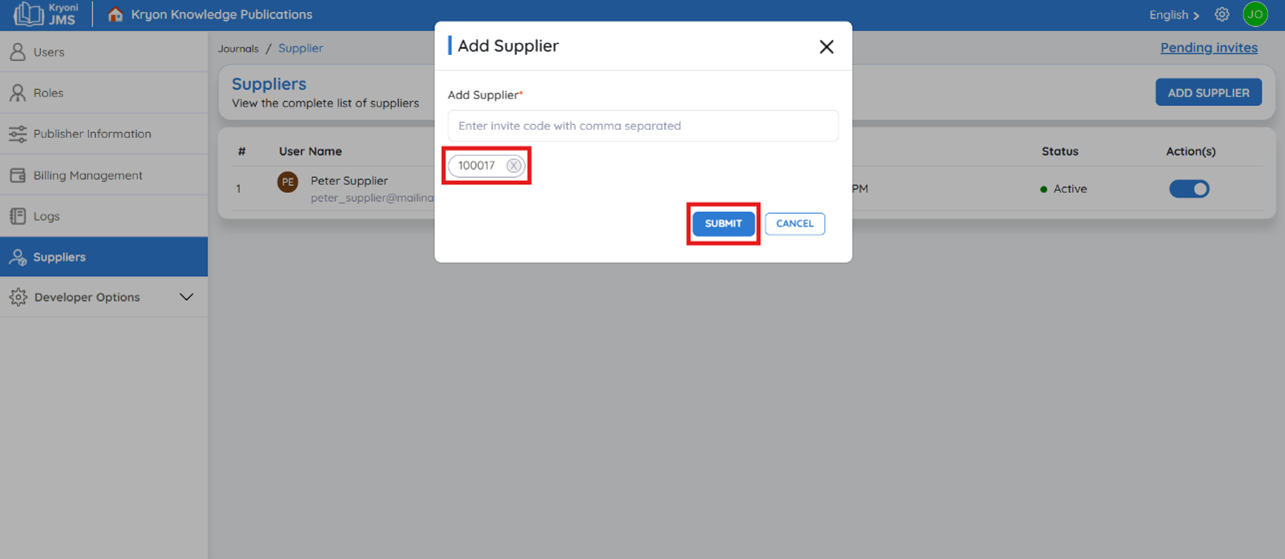 Kryoni
JMS
Kryon Knowledge Publications
English
JO
Users
Roles
Publisher Information
Billing Management
Logs
Suppliers
Developer Options
Journals / Supplier
Pending invites
Suppliers
View the complete list of suppliers
ADD SUPPLIER
# User Name Status Action(s)
1 PE Peter Supplier PM Active
peter_supplier@mailina
Add Supplier
Add Supplier*
Enter invite code with comma separated
100017 X
SUBMIT CANCEL